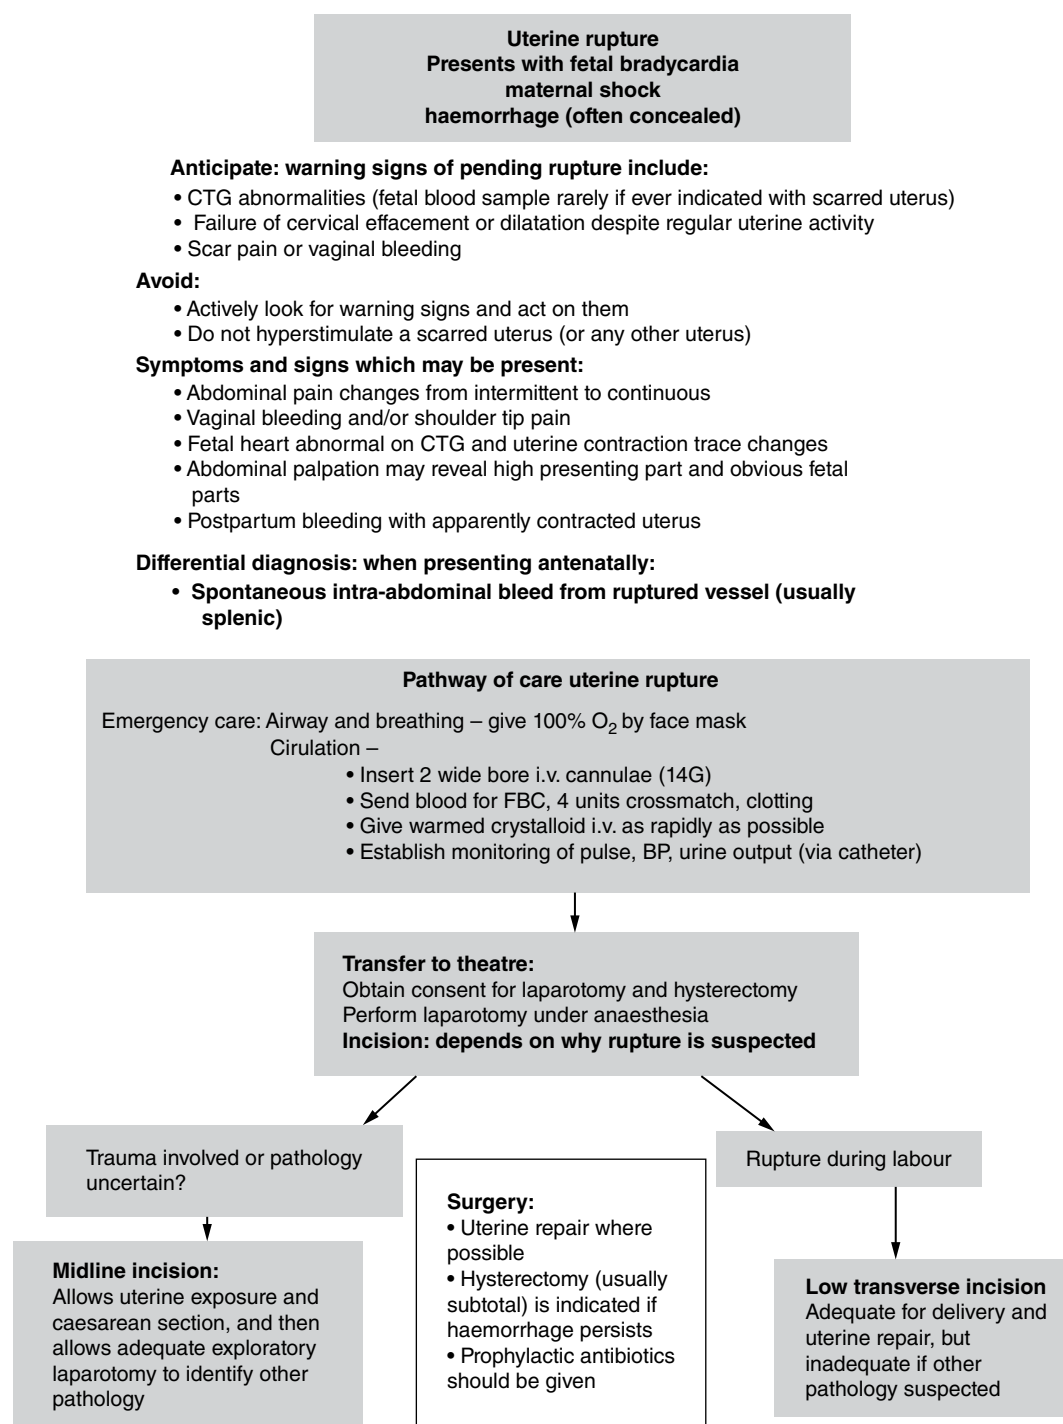 Uterine rupture
Presents with fetal bradycardia
maternal shock
haemorrhage (often concealed)
Anticipate: warning signs of pending rupture include:
• CTG abnormalities (fetal blood sample rarely if ever indicated with scarred uterus)
• Failure of cervical effacement or dilatation despite regular uterine activity
• Scar pain or vaginal bleeding
Avoid:
• Actively look for warning signs and act on them
• Do not hyperstimulate a scarred uterus (or any other uterus)
Symptoms and signs which may be present:
• Abdominal pain changes from intermittent to continuous
• Vaginal bleeding and/or shoulder tip pain
• Fetal heart abnormal on CTG and uterine contraction trace changes
• Abdominal palpation may reveal high presenting part and obvious fetal
parts
• Postpartum bleeding with apparently contracted uterus
Differential diagnosis: when presenting antenatally:
• Spontaneous intra-abdominal bleed from ruptured vessel (usually
splenic)
Pathway of care uterine rupture
Emergency care: Airway and breathing – give 100% O2 by face mask
Cirulation –
• Insert 2 wide bore i.v. cannulae (14G)
• Send blood for FBC, 4 units crossmatch, clotting
• Give warmed crystalloid i.v. as rapidly as possible
• Establish monitoring of pulse, BP, urine output (via catheter)
Transfer to theatre:
Obtain consent for laparotomy and hysterectomy
Perform laparotomy under anaesthesia
Incision: depends on why rupture is suspected
Trauma involved or pathology
uncertain?
Midline incision:
Allows uterine exposure and
caesarean section, and then
allows adequate exploratory
laparotomy to identify other
pathology
Surgery:
• Uterine repair where
possible
• Hysterectomy (usually
subtotal) is indicated if
haemorrhage persists
• Prophylactic antibiotics
should be given
Rupture during labour
Low transverse incision
Adequate for delivery and
uterine repair, but
inadequate if other
pathology suspected